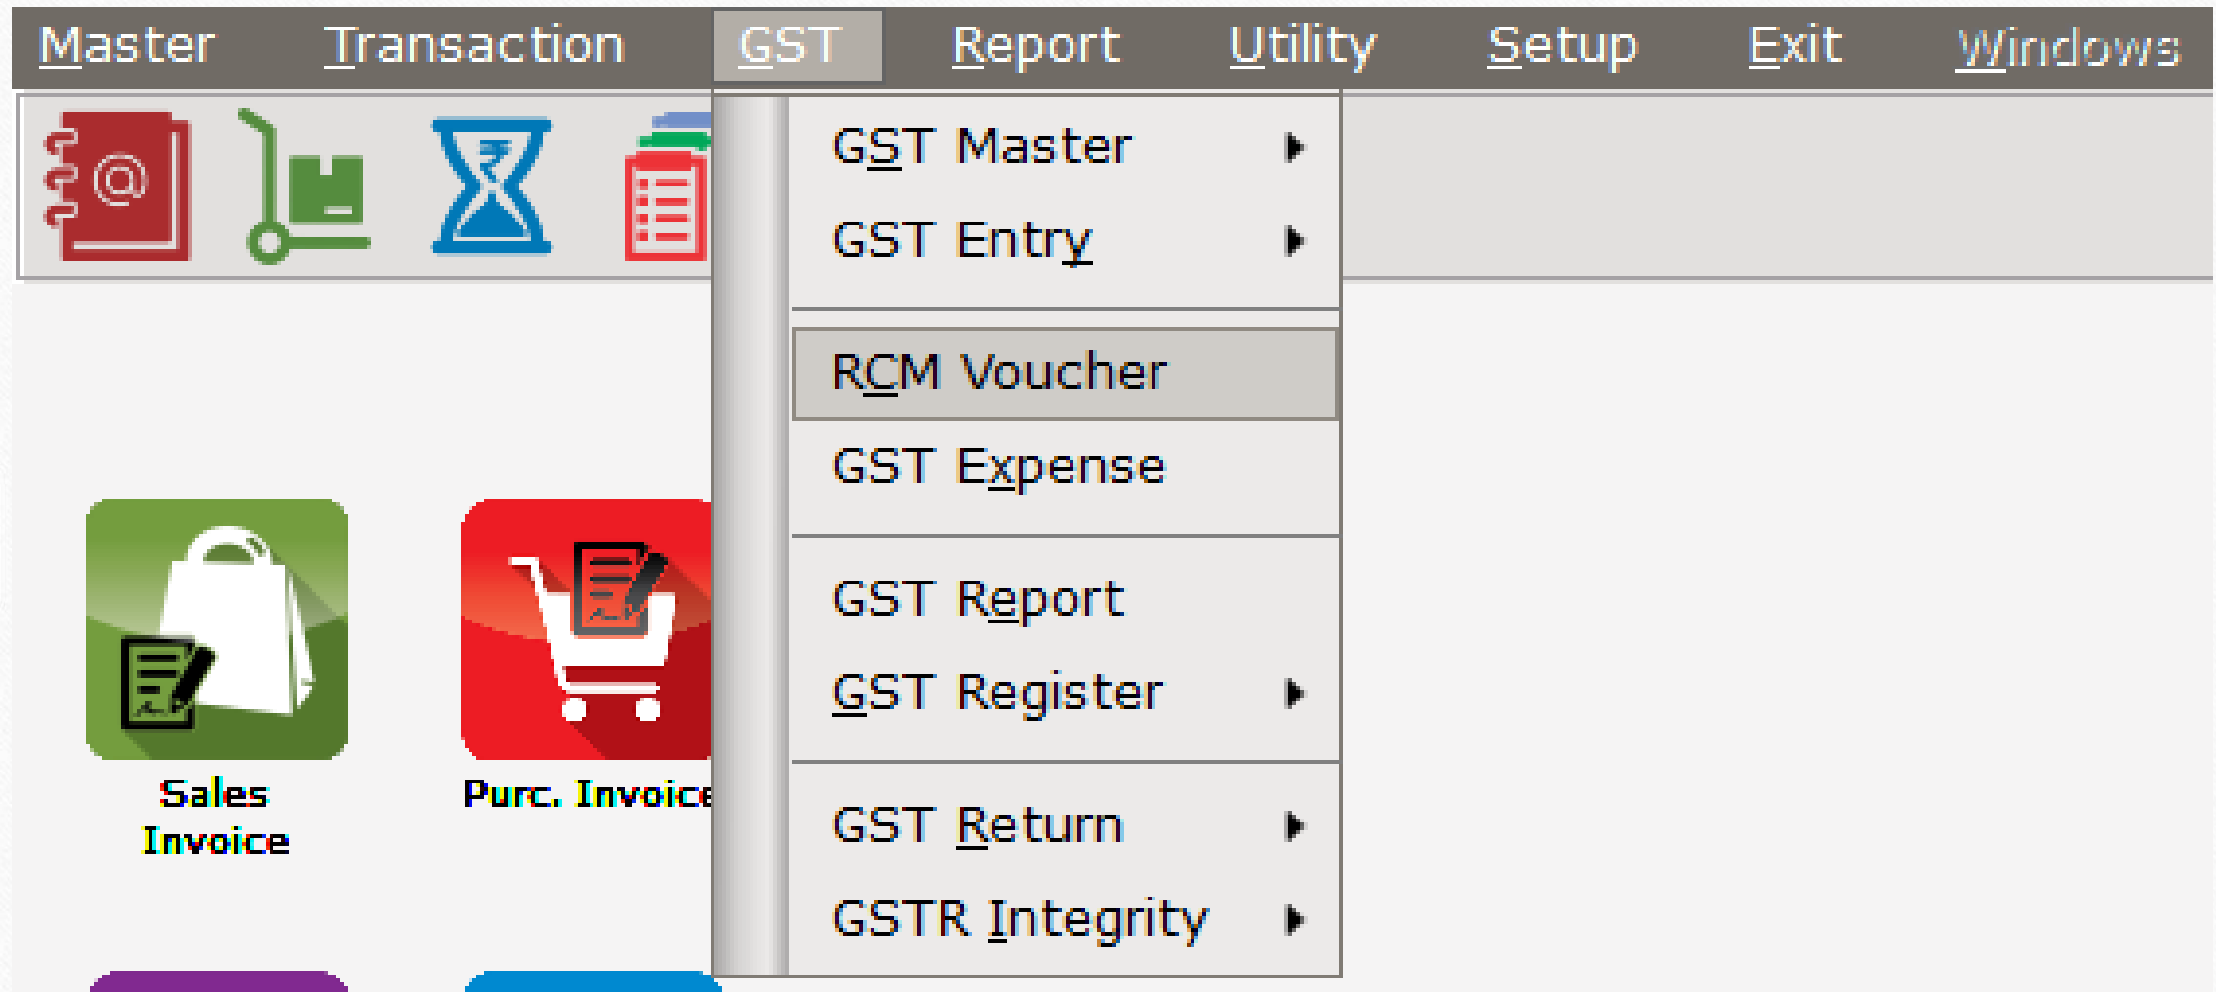 Master Transaction GST Report Utility Setup Exit Windows
GST Master
GST Entry
RCM Voucher
GST Expense
GST Report
GST Register
GST Return
GSTR Integrity
Sales
Invoice
Purc. Invoice